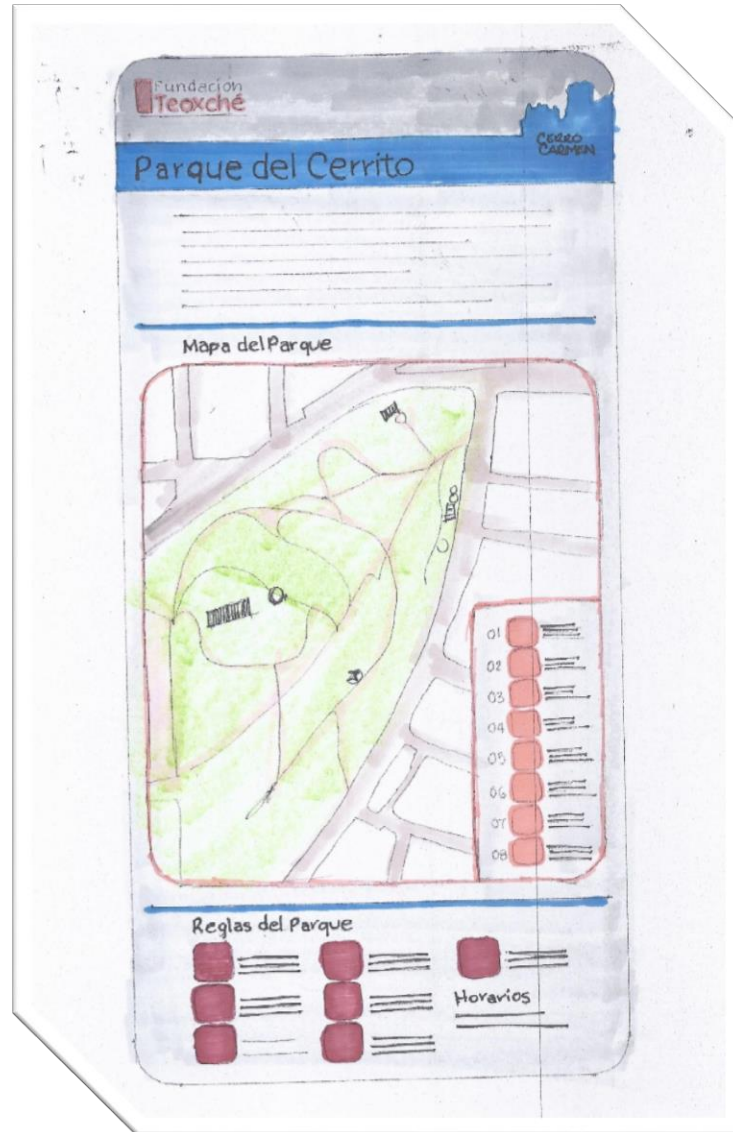 Fundación
Teoxché
CERRO
CARMEN
Parque del Cerrito
Mapa del Parque
01
02
03
04
05
06
07
08
Reglas del Parque
Horarios